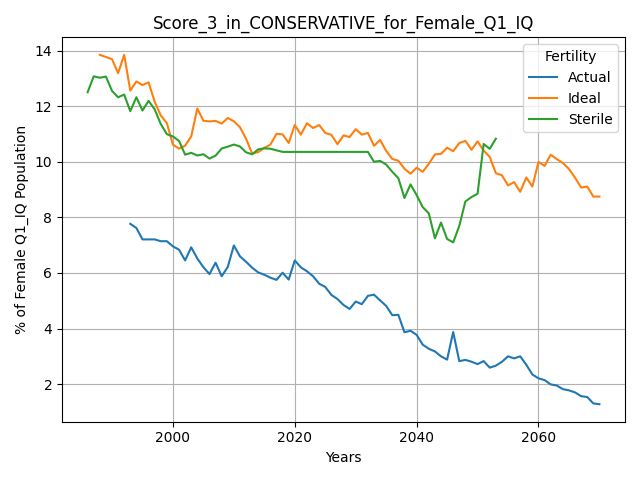 Score_3_in_CONSERVATIVE_for_Female_Q1_IQ
Fertility
Actual
Ideal
Sterile
% of Female Q1_IQ Population
14
12
10
8
6
4
2
2000 2020 2040 2060
Years